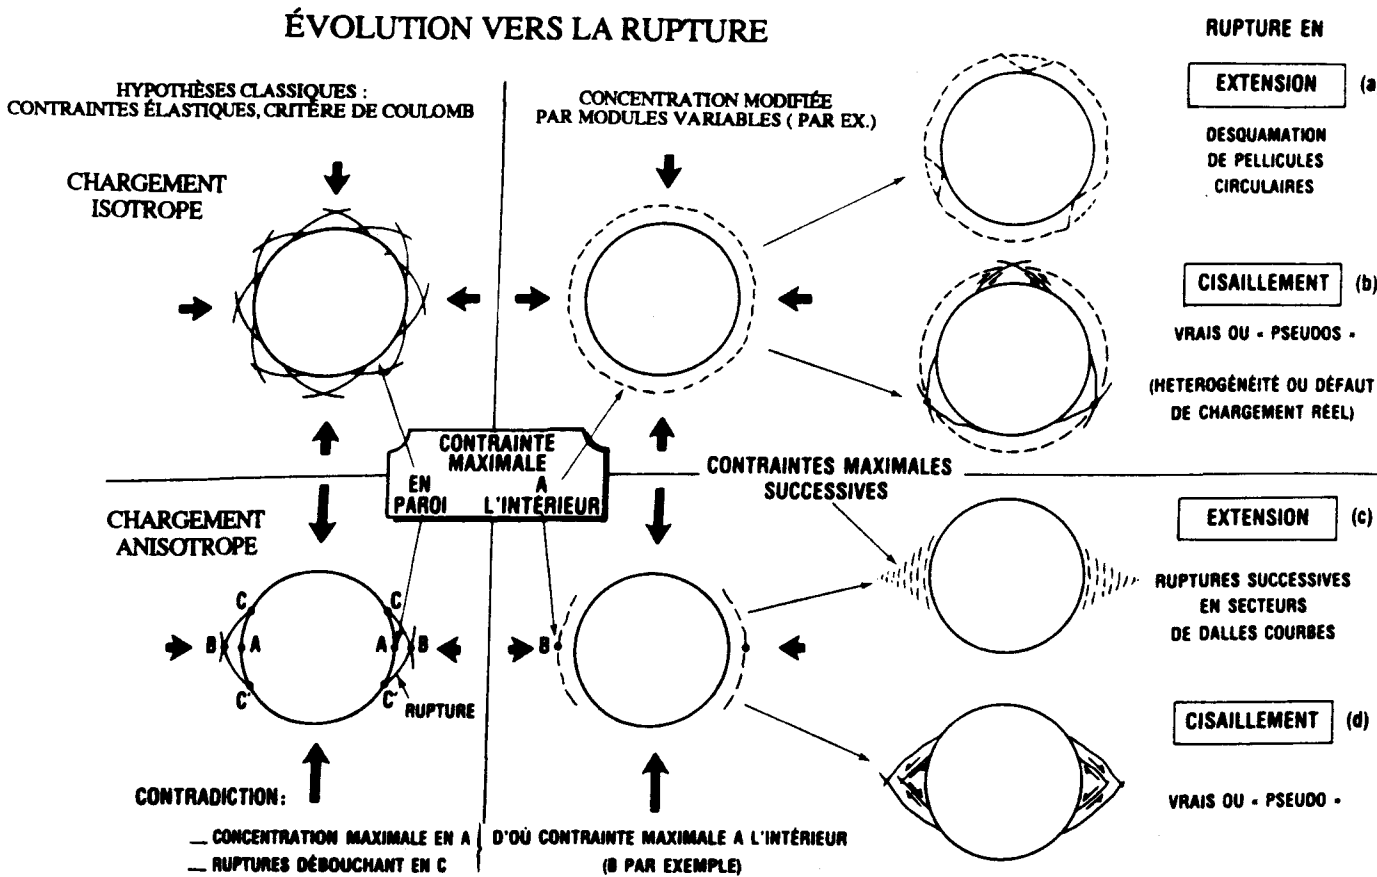 ÉVOLUTION VERS LA RUPTURE
HYPOTHÈSES CLASSIQUES :
CONTRAINTES ÉLASTIQUES, CRITÈRE DE COULOMB
CONCENTRATION MODIFIÉE
PAR MODULES VARIABLES ( PAR EX.)
RUPTURE EN
EXTENSION (a
DESQUAMATION
DE PELLICULES
CIRCULAIRES
CHARGEMENT
ISOTROPE
CISAILLEMENT (b)
VRAIS OU « PSEUDOS »
(HETEROGÉNÉITÉ OU DÉFAUT
DE CHARGEMENT RÉEL)
CONTRAINTE
MAXIMALE
EN A
PAROI L'INTÉRIEUR
CONTRAINTES MAXIMALES
SUCCESSIVES
CHARGEMENT
ANISOTROPE
EXTENSION (c)
RUPTURES SUCCESSIVES
EN SECTEURS
DE DALLES COURBES
C C
B A A B B
C' C'
RUPTURE
CISAILLEMENT (d)
VRAIS OU « PSEUDO »
CONTRADICTION:
— CONCENTRATION MAXIMALE EN A
— RUPTURES DÉBOUCHANT EN C
D'OÙ CONTRAINTE MAXIMALE A L'INTÉRIEUR
(B PAR EXEMPLE)